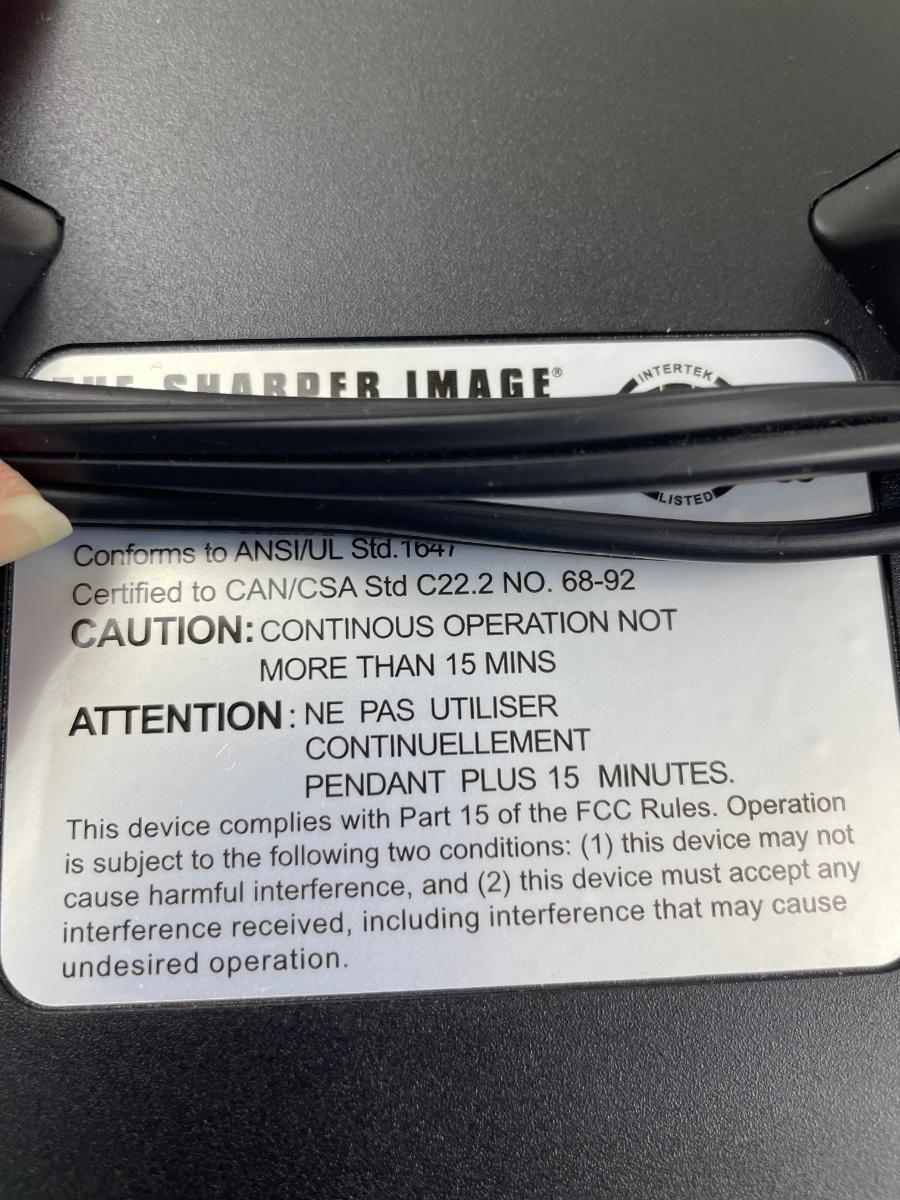 THE SHARPER IMAGE®
INTERTEK
LISTED
Conforms to ANSI/UL Std.1647
Certified to CAN/CSA Std C22.2 NO. 68-92
CAUTION: CONTINOUS OPERATION NOT
MORE THAN 15 MINS
ATTENTION: NE PAS UTILISER
CONTINUELLEMENT
PENDANT PLUS 15 MINUTES.
This device complies with Part 15 of the FCC Rules. Operation
is subject to the following two conditions: (1) this device may not
cause harmful interference, and (2) this device must accept any
interference received, including interference that may cause
undesired operation.